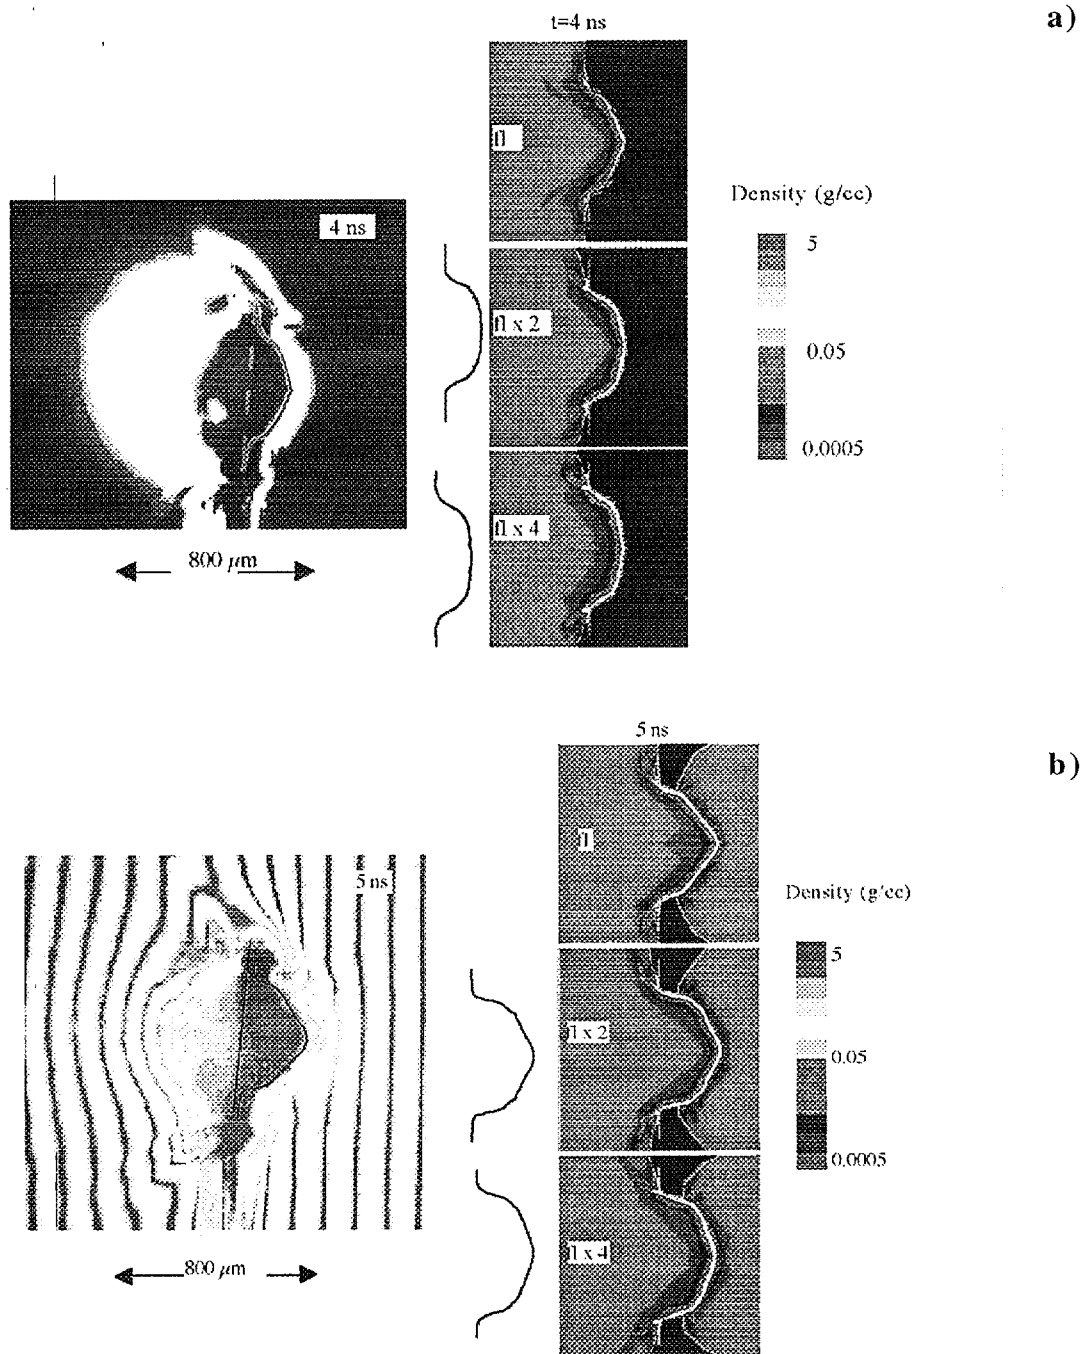 a)
t=4 ns
fl
4 ns
Density (g/cc)
5
fl x 2
0.05
0.0005
fl x 4
800 μm
b)
5 ns
fl
5 ns
Density (g/cc)
5
fl x 2
0.05
0.0005
fl x 4
800 μm